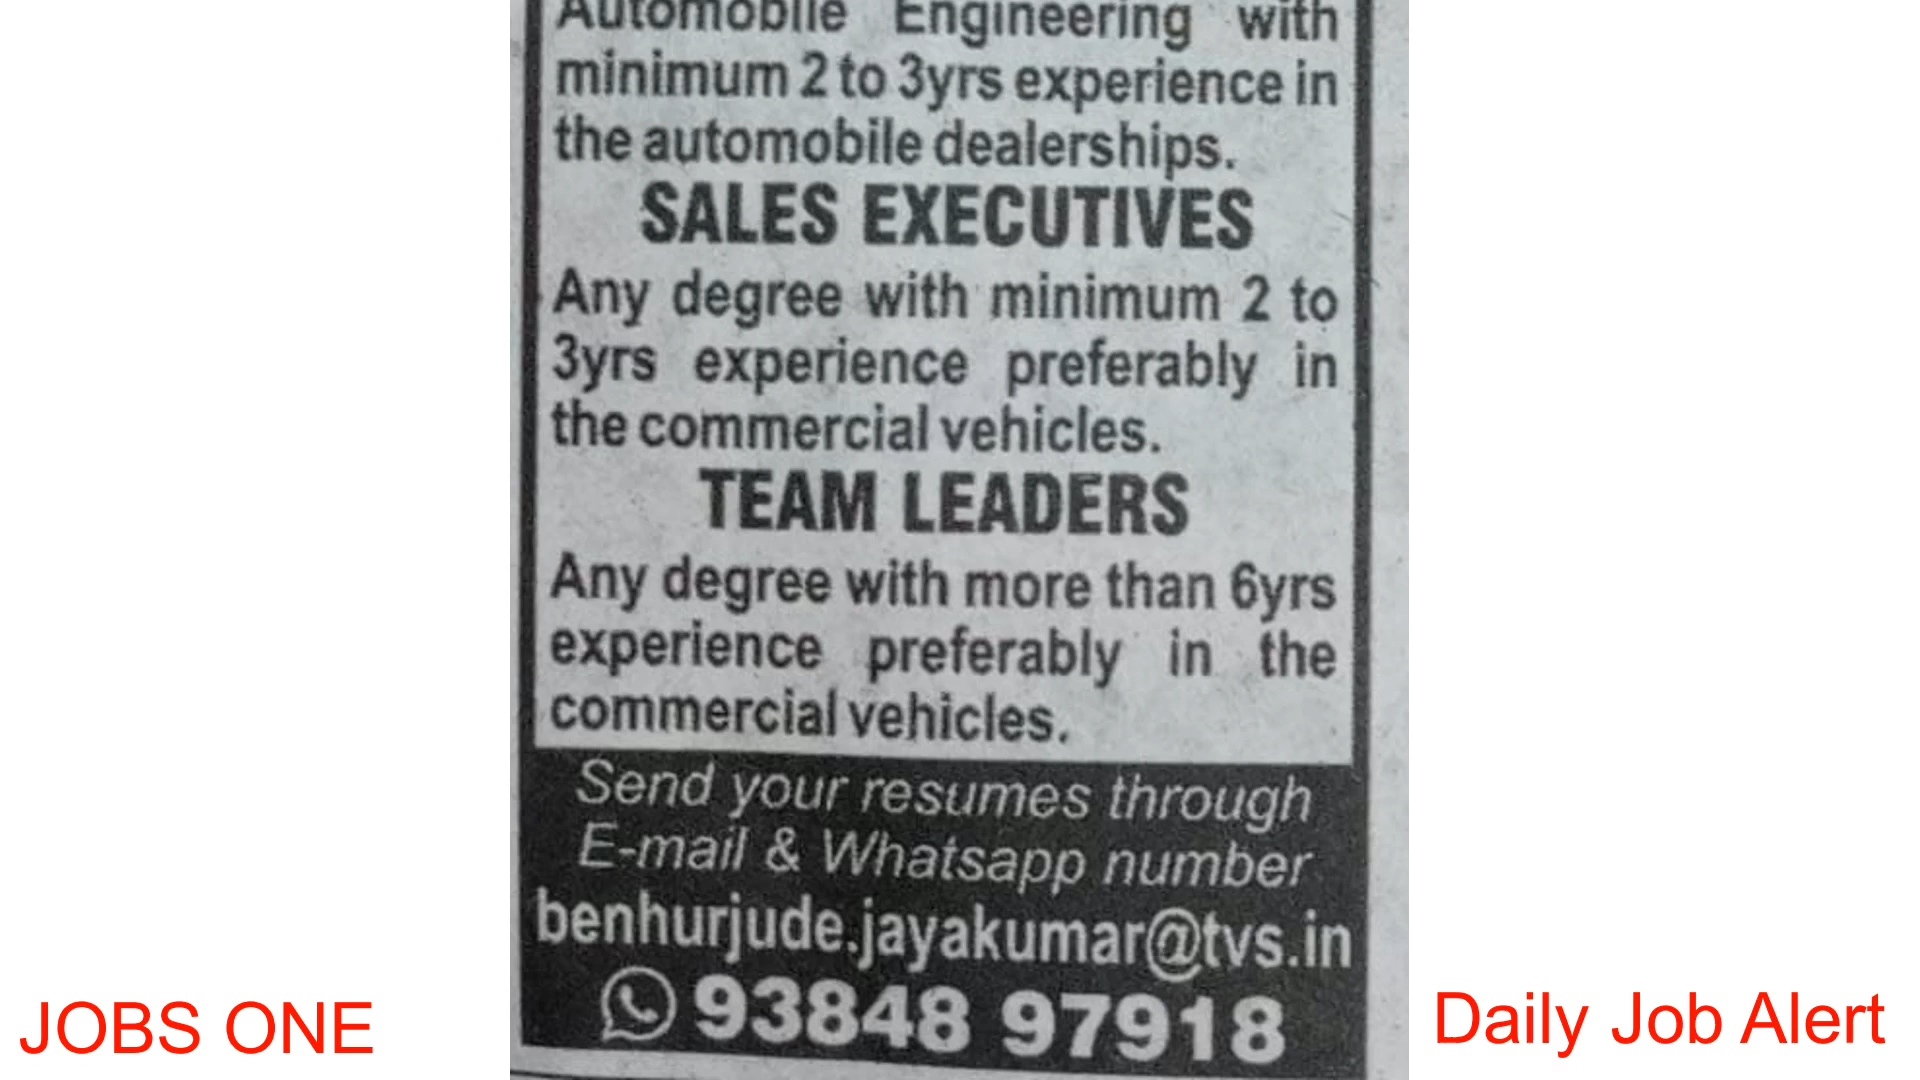 Automobile Engineering with
minimum 2 to 3yrs experience in
the automobile dealerships.
SALES EXECUTIVES
Any degree with minimum 2 to
3yrs experience preferably in
the commercial vehicles.
TEAM LEADERS
Any degree with more than 6yrs
experience preferably in the
commercial vehicles.
Send your resumes through
E-mail & Whatsapp number
benhurjude.jayakumar@tvs.in
93848 97918
JOBS ONE
Daily Job Alert